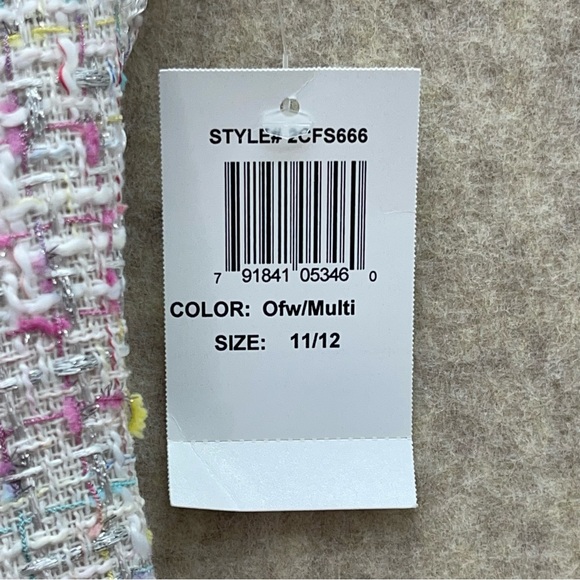 STYLE# 2CFS666
7 91841 05346 0
COLOR: Ofw/Multi
SIZE: 11/12